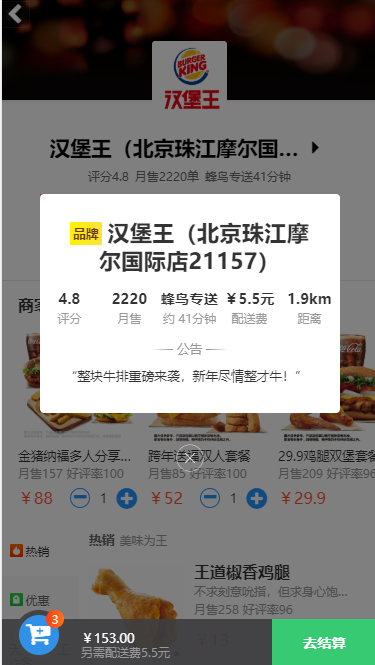 BURGER KING
汉堡王
汉堡王（北京珠江摩尔国...
评分4.8 月售2220单 蜂鸟专送41分钟
品牌 汉堡王（北京珠江摩
尔国际店21157）
4.8 2220 蜂鸟专送 ¥5.5元 1.9km
评分 月售 约 41分钟 配送费 距离
公告
“整块牛排重磅来袭，新年尽情整才牛！”
商家
金猪纳福多人分享... 跨年送福双人套餐 29.9鸡腿双堡套餐
月售157 好评率100 月售85 好评率100 月售209 好评率96
¥88 1 ¥52 1 ¥29.9
热销 美味为王
热销
王道椒香鸡腿
不求刻意吮指，但求身心饱...
月售258 好评率96
优惠
3
¥153.00
另需配送费5.5元
去结算